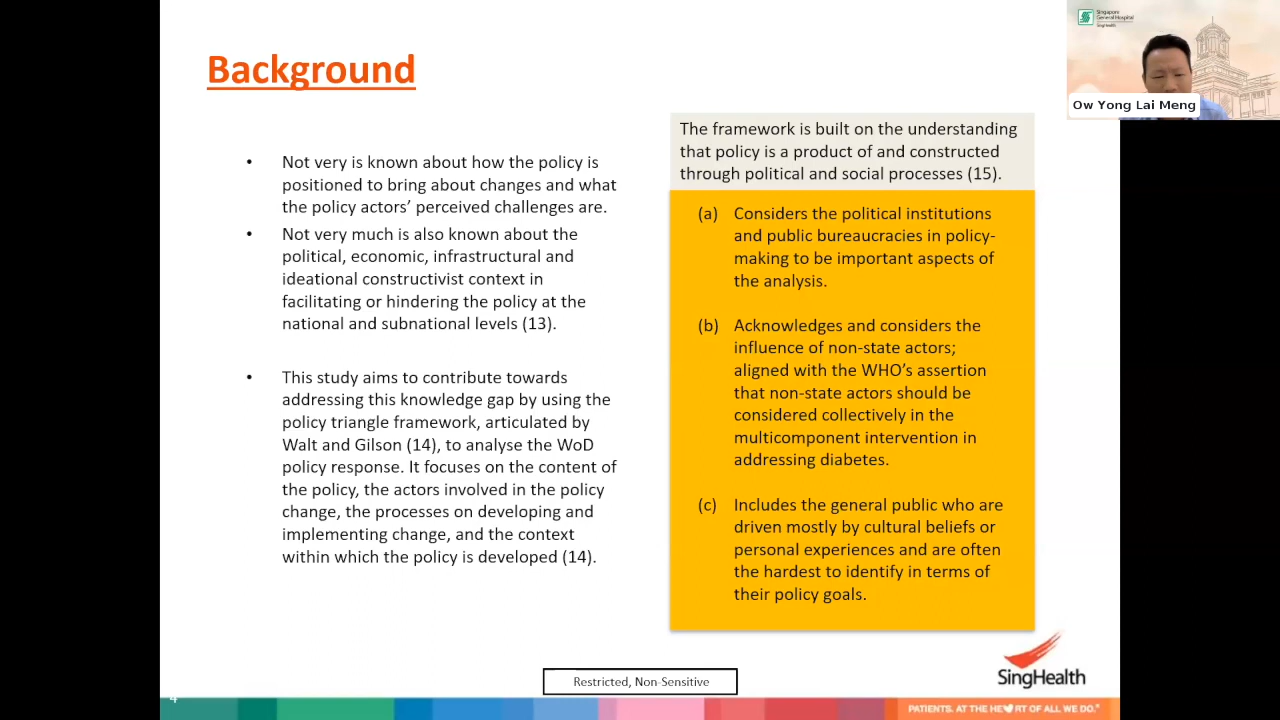 Background
• Not very is known about how the policy is
positioned to bring about changes and what
the policy actors’ perceived challenges are.
• Not very much is also known about the
political, economic, infrastructural and
ideational constructivist context in
facilitating or hindering the policy at the
national and subnational levels (13).
• This study aims to contribute towards
addressing this knowledge gap by using the
policy triangle framework, articulated by
Walt and Gilson (14), to analyse the WoD
policy response. It focuses on the content of
the policy, the actors involved in the policy
change, the processes on developing and
implementing change, and the context
within which the policy is developed (14).
The framework is built on the understanding
that policy is a product of and constructed
through political and social processes (15).
(a) Considers the political institutions
and public bureaucracies in policy-
making to be important aspects of
the analysis.
(b) Acknowledges and considers the
influence of non-state actors;
aligned with the WHO’s assertion
that non-state actors should be
considered collectively in the
multicomponent intervention in
addressing diabetes.
(c) Includes the general public who are
driven mostly by cultural beliefs or
personal experiences and are often
the hardest to identify in terms of
their policy goals.
Singapore
General Hospital
SingHealth
Ow Yong Lai Meng
SingHealth
Restricted, Non-Sensitive
4
PATIENTS. AT THE HEART OF ALL WE DO.®